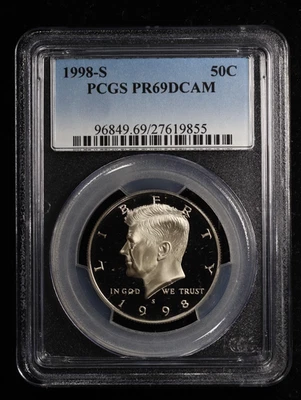 1998-S 50C
PCGS PR69DCAM
96849.69/27619855
LIBERTY
IN GOD WE TRUST
S
1998